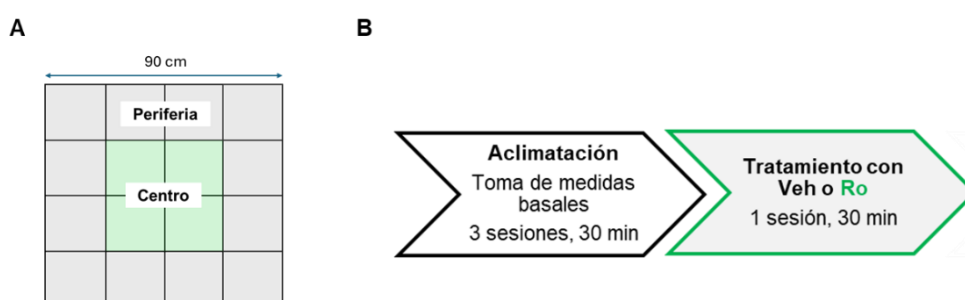 A
90 cm
Periferia
Centro
B
Aclimatación
Toma de medidas
basales
3 sesiones, 30 min
Tratamiento con
Veh o Ro
1 sesión, 30 min